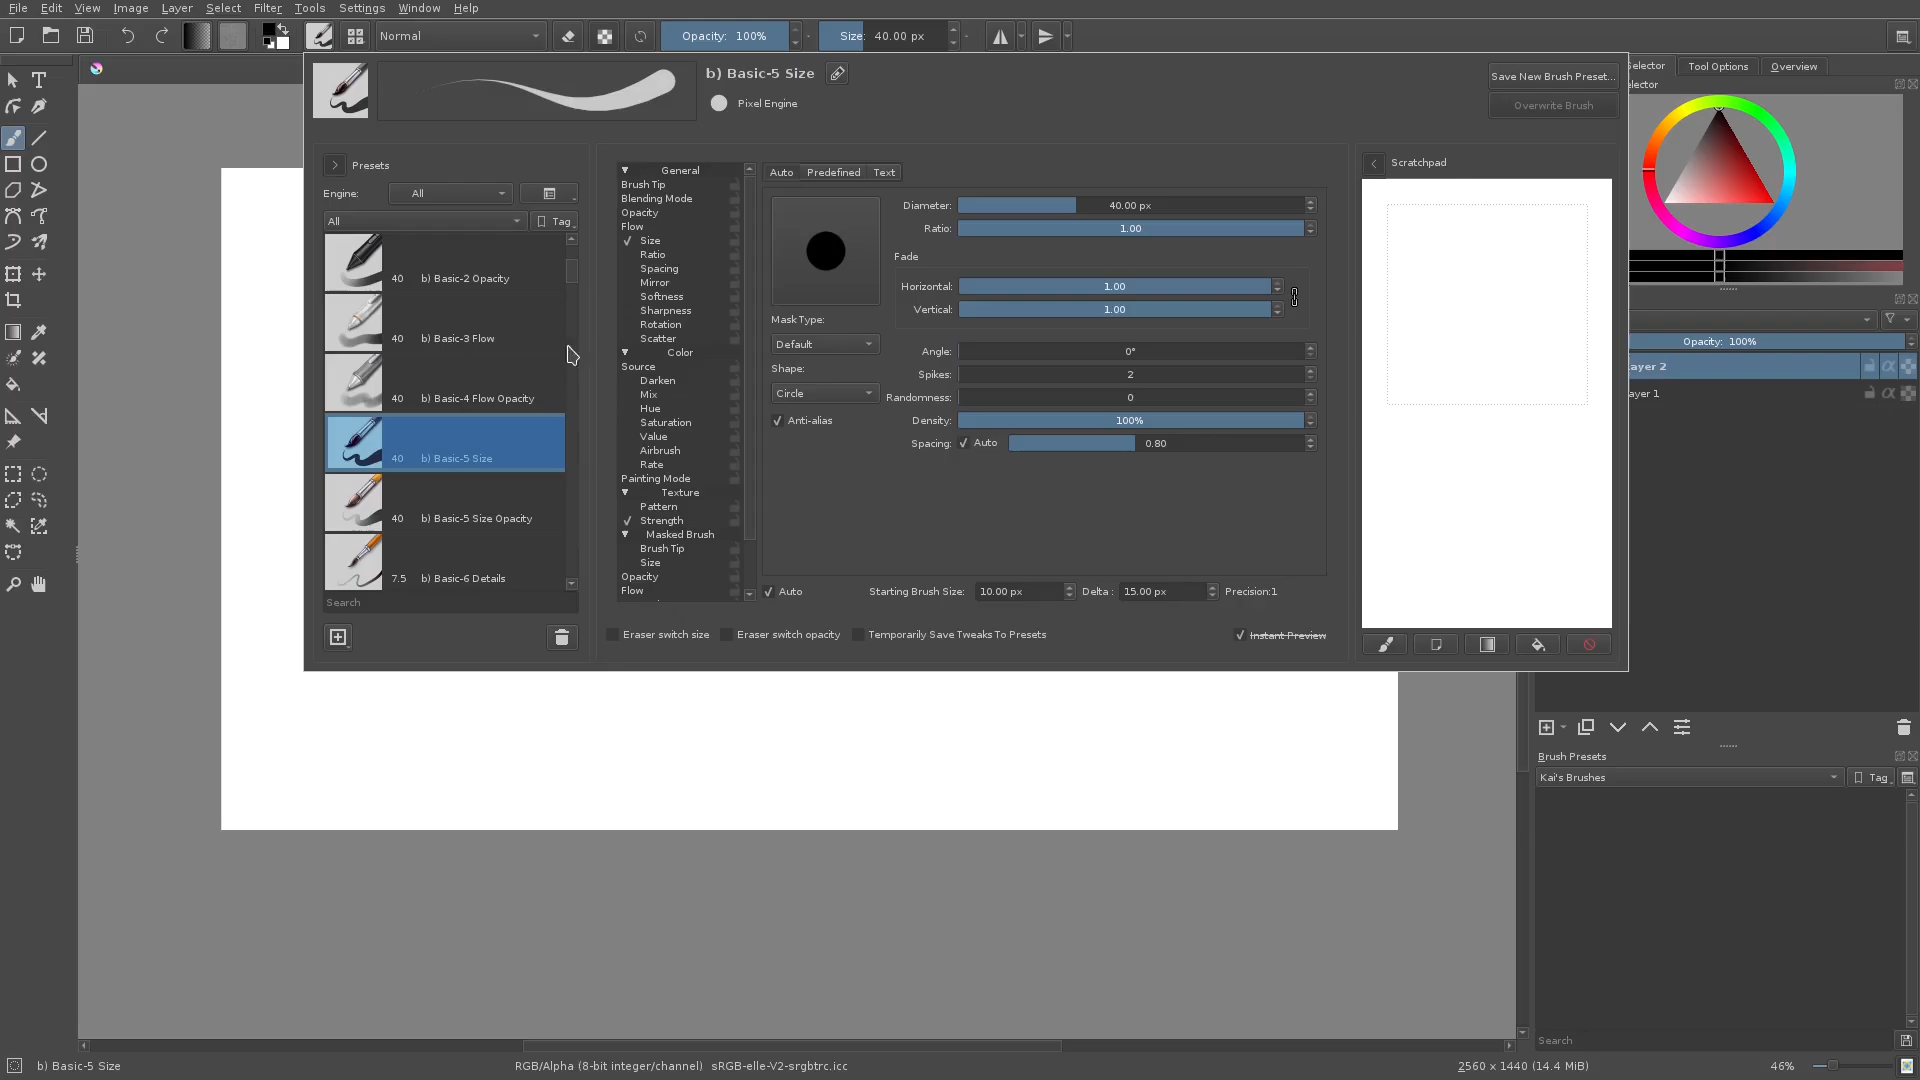 File Edit View Image Layer Select Filter Tools Settings Window Help
Normal Opacity: 100% Size: 40.00 px
b) Basic-5 Size
Pixel Engine
Save New Brush Preset...
Overwrite Brush
Presets
Engine: All
All Tag
40 b) Basic-2 Opacity
40 b) Basic-3 Flow
40 b) Basic-4 Flow Opacity
40 b) Basic-5 Size
40 b) Basic-5 Size Opacity
7.5 b) Basic-6 Details
Search
General
Brush Tip
Blending Mode
Opacity
Flow
Size
Ratio
Spacing
Mirror
Softness
Sharpness
Rotation
Scatter
Color
Source
Darken
Mix
Hue
Saturation
Value
Airbrush
Rate
Painting Mode
Texture
Pattern
Strength
Masked Brush
Brush Tip
Size
Opacity
Flow
Auto Predefined Text
Mask Type:
Default
Shape:
Circle
Anti-alias
Diameter: 40.00 px
Ratio: 1.00
Fade
Horizontal: 1.00
Vertical: 1.00
Angle: 0°
Spikes: 2
Randomness: 0
Density: 100%
Spacing: Auto 0.80
Auto Starting Brush Size: 10.00 px Delta : 15.00 px Precision:1
Eraser switch size Eraser switch opacity Temporarily Save Tweaks To Presets Instant Preview
Scratchpad
elector Tool Options Overview
elector
Opacity: 100%
ayer 2
ayer 1
Brush Presets
Kai's Brushes Tag
Search
b) Basic-5 Size RGB/Alpha (8-bit integer/channel) sRGB-elle-V2-srgbtrc.icc 2560 x 1440 (14.4 MiB) 46%